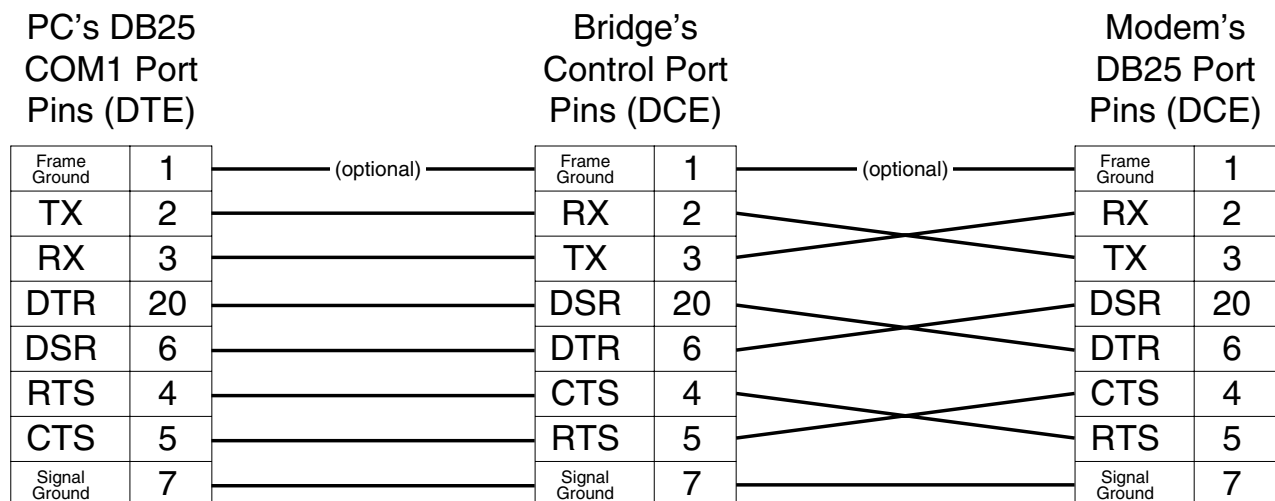 PC's DB25 COM1 Port Pins (DTE)
Bridge's Control Port Pins (DCE)
Modem's DB25 Port Pins (DCE)
Frame Ground 1 (optional) Frame Ground 1 (optional) Frame Ground 1
TX 2 RX 2 RX 2
RX 3 TX 3 TX 3
DTR 20 DSR 20 DSR 20
DSR 6 DTR 6 DTR 6
RTS 4 CTS 4 CTS 4
CTS 5 RTS 5 RTS 5
Signal Ground 7 Signal Ground 7 Signal Ground 7